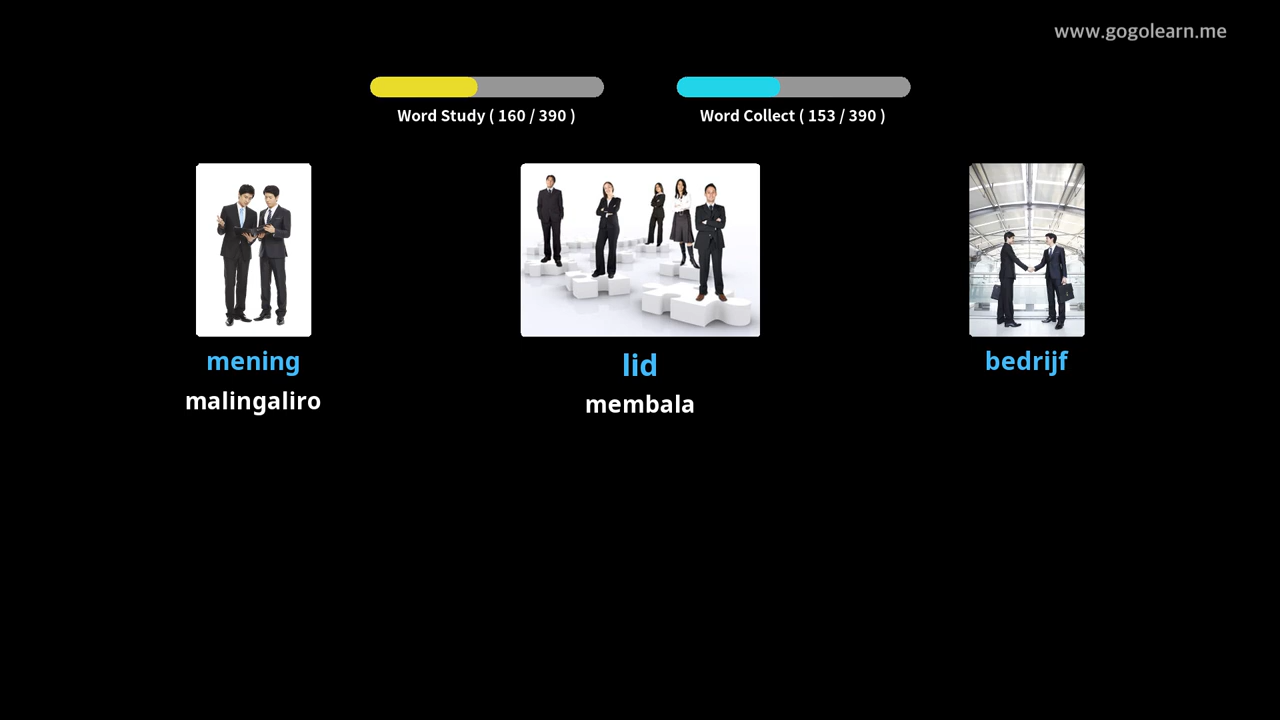 www.gogolearn.me
Word Study ( 160 / 390 )
Word Collect ( 153 / 390 )
mening
lid
bedrijf
malingaliro
membala